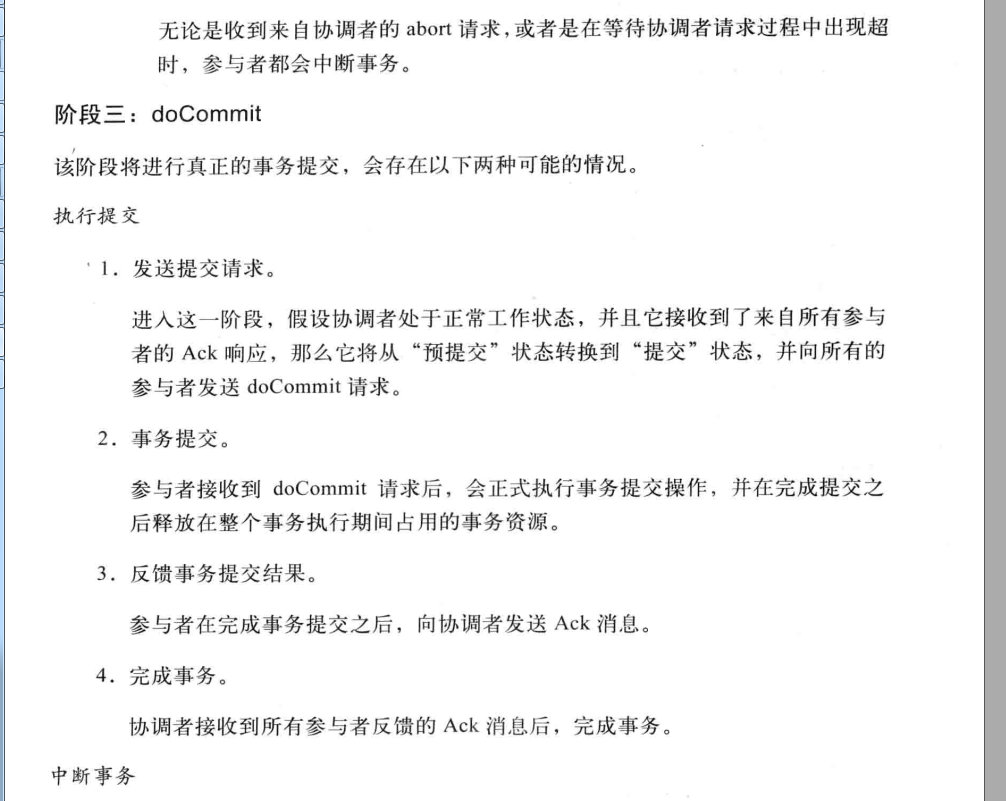 无论是收到来自协调者的 abort 请求，或者是在等待协调者请求过程中出现超
时，参与者都会中断事务。
阶段三：doCommit
该阶段将进行真正的事务提交，会存在以下两种可能的情况。
执行提交
1. 发送提交请求。
进入这一阶段，假设协调者处于正常工作状态，并且它接收到了来自所有参与
者的 Ack 响应，那么它将从“预提交”状态转换到“提交”状态，并向所有的
参与者发送 doCommit 请求。
2. 事务提交。
参与者接收到 doCommit 请求后，会正式执行事务提交操作，并在完成提交之
后释放在整个事务执行期间占用的事务资源。
3. 反馈事务提交结果。
参与者在完成事务提交之后，向协调者发送 Ack 消息。
4. 完成事务。
协调者接收到所有参与者反馈的 Ack 消息后，完成事务。
中断事务